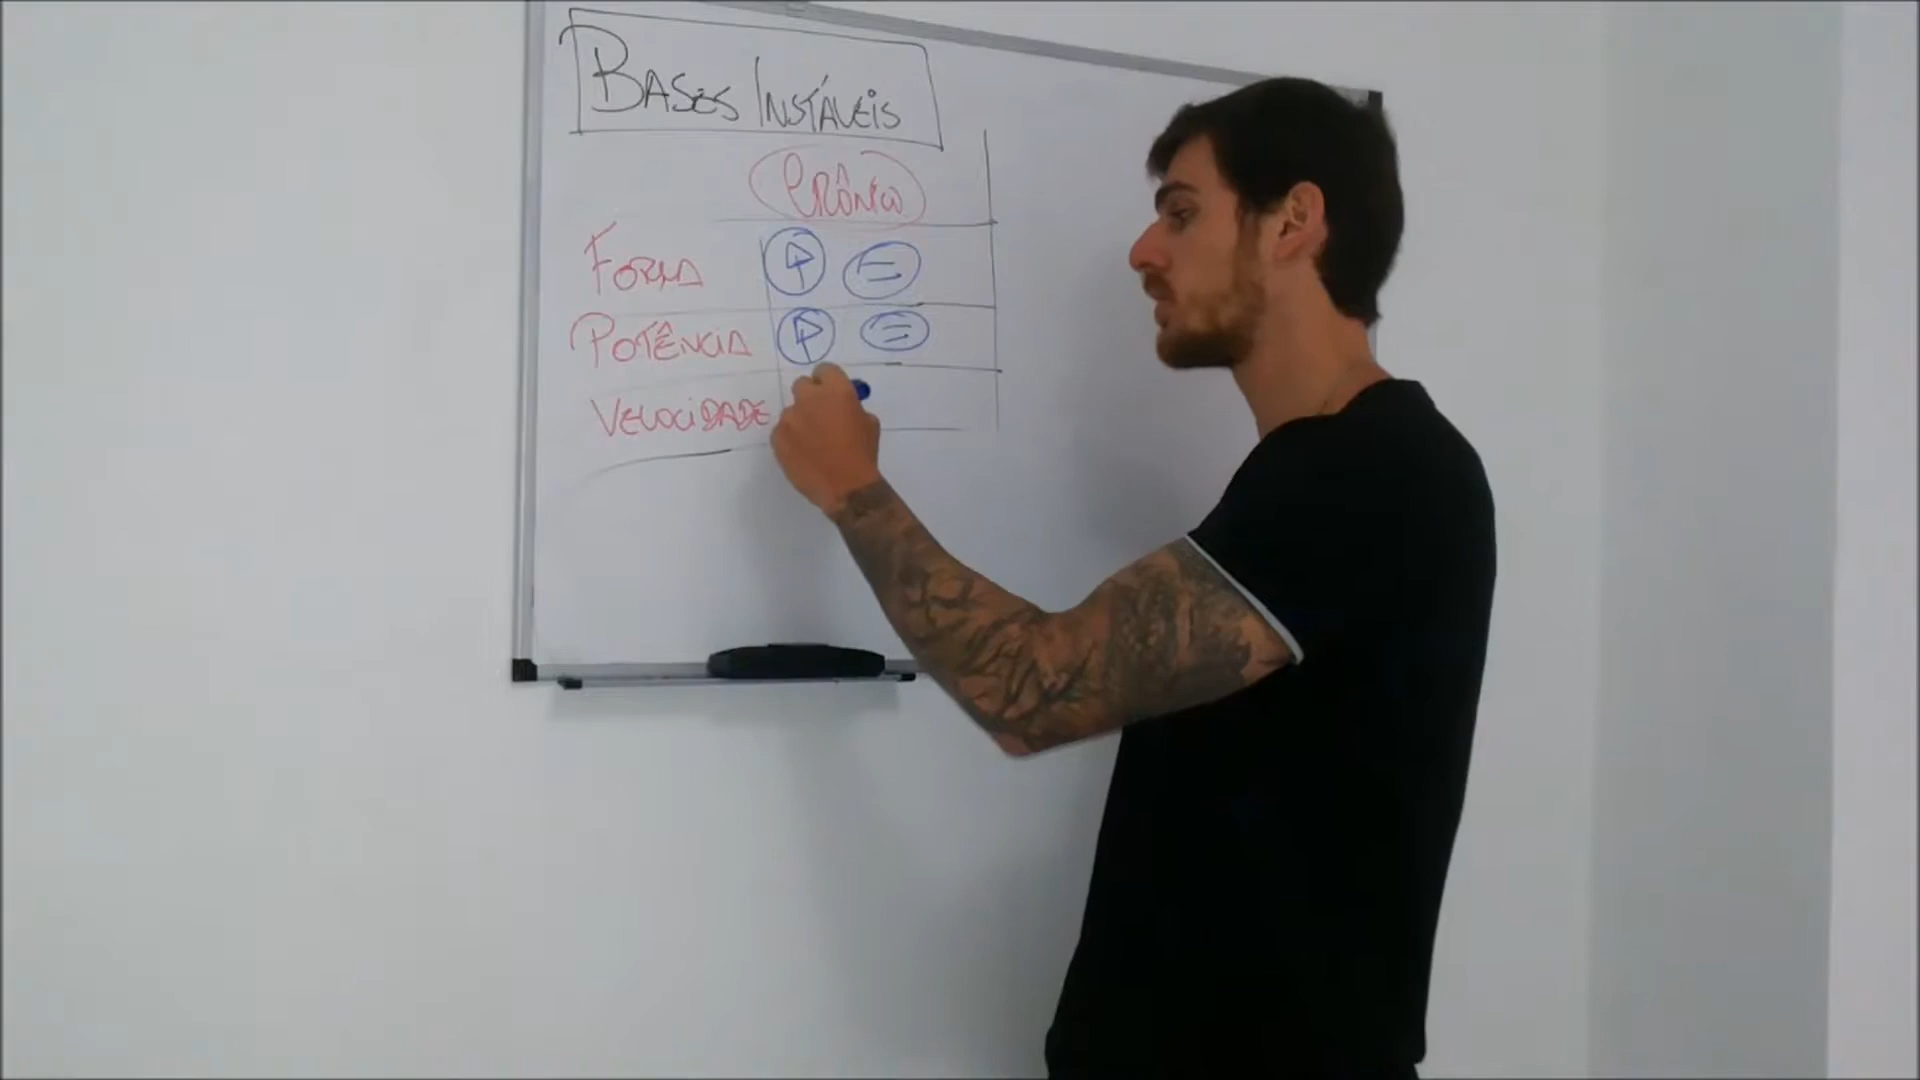 BASES INSTÁVEIS
CRÔNICO
FORÇA ↑ =
POTÊNCIA ↑ =
VELOCIDADE